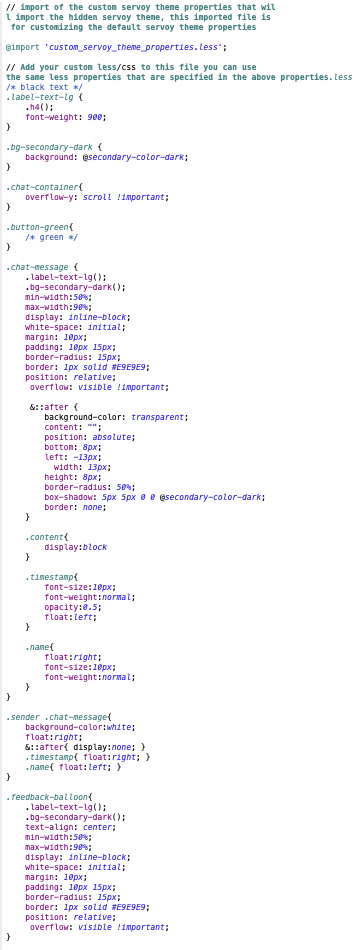 // import of the custom servoy theme properties that wil
l import the hidden servoy theme, this imported file is
for customizing the default servoy theme properties
@import 'custom_servoy_theme_properties.less';
// Add your custom less/css to this file you can use
the same less properties that are specified in the above properties.less
/* black text */
.label-text-lg {
.h4();
font-weight: 900;
}
.bg-secondary-dark {
background: @secondary-color-dark;
}
.chat-container{
overflow-y: scroll !important;
}
.button-green{
/* green */
}
.chat-message {
.label-text-lg();
.bg-secondary-dark();
min-width:50%;
max-width:90%;
display: inline-block;
white-space: initial;
margin: 10px;
padding: 10px 15px;
border-radius: 15px;
border: 1px solid #E9E9E9;
position: relative;
overflow: visible !important;
&::after {
background-color: transparent;
content: "";
position: absolute;
bottom: 8px;
left: -13px;
width: 13px;
height: 8px;
border-radius: 50%;
box-shadow: 5px 5px 0 0 @secondary-color-dark;
border: none;
}
.content{
display:block
}
.timestamp{
font-size:10px;
font-weight:normal;
opacity:0.5;
float:left;
}
.name{
float:right;
font-size:10px;
font-weight:normal;
}
}
.sender .chat-message{
background-color:white;
float:right;
&::after{ display:none; }
.timestamp{ float:right; }
.name{ float:left; }
}
.feedback-balloon{
.label-text-lg();
.bg-secondary-dark();
text-align: center;
min-width:50%;
max-width:90%;
display: inline-block;
white-space: initial;
margin: 10px;
padding: 10px 15px;
border-radius: 15px;
border: 1px solid #E9E9E9;
position: relative;
overflow: visible !important;
}